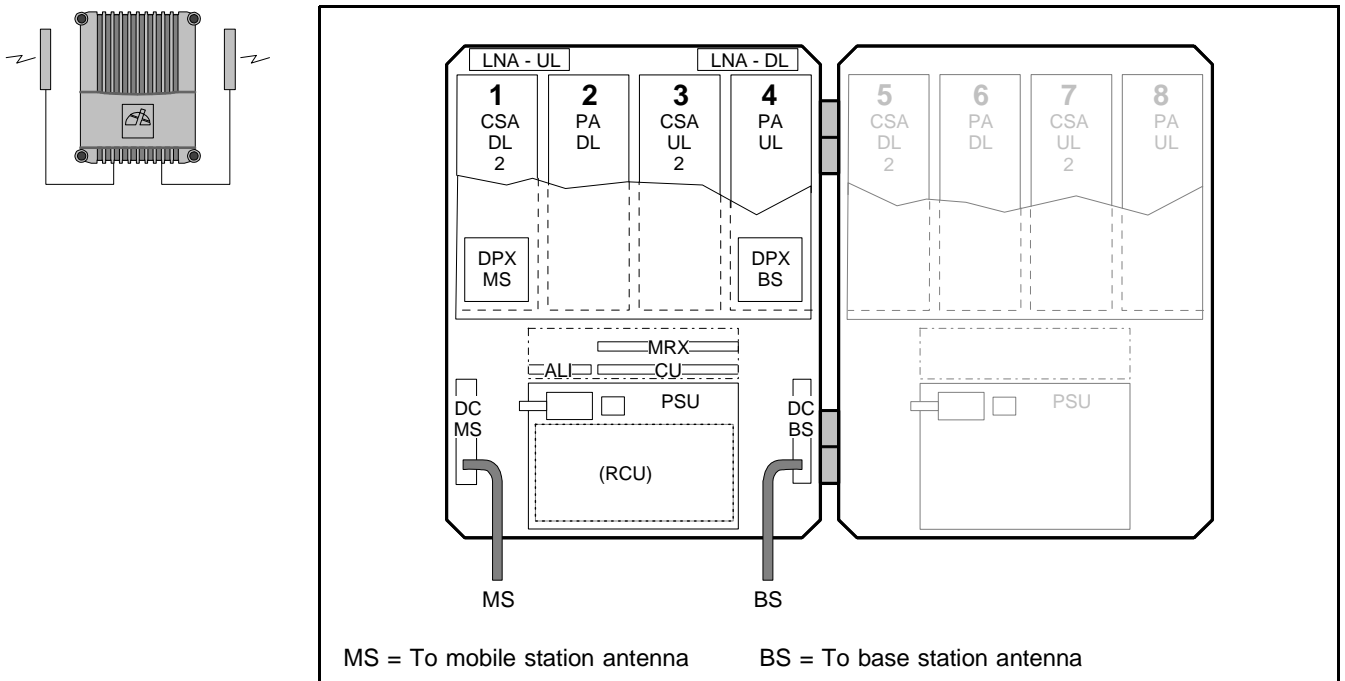 LNA - UL
LNA - DL
1
CSA
DL
2
2
PA
DL
3
CSA
UL
2
4
PA
UL
5
CSA
DL
2
6
PA
DL
7
CSA
UL
2
8
PA
UL
DPX
MS
DPX
BS
MRX
ALI
CU
DC
MS
PSU
(RCU)
DC
BS
PSU
MS
BS
MS = To mobile station antenna
BS = To base station antenna